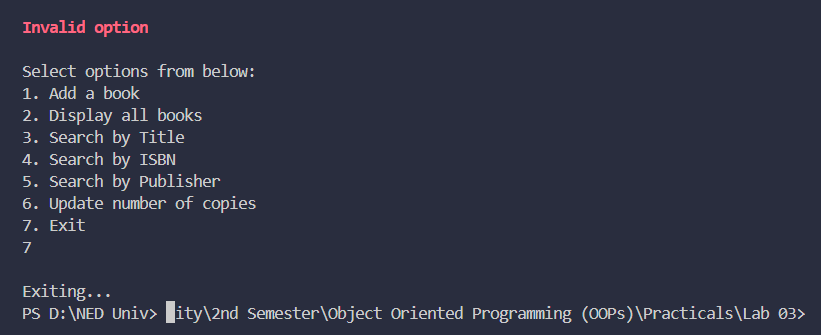 Invalid option
Select options from below:
1. Add a book
2. Display all books
3. Search by Title
4. Search by ISBN
5. Search by Publisher
6. Update number of copies
7. Exit
7
Exiting...
PS D:\NED Univ> ity\2nd Semester\Object Oriented Programming (OOPs)\Practicals\Lab 03>